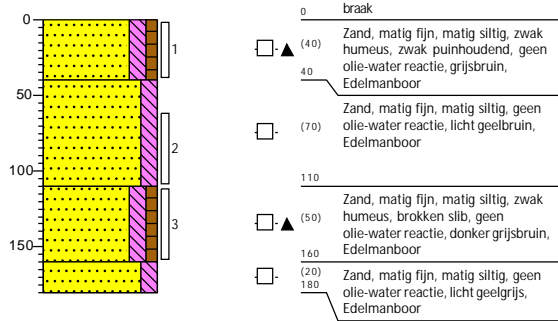 0
50
100
150
1
2
3
0
braak
(40)
Zand, matig fijn, matig siltig, zwak
humeus, zwak puinhoudend, geen
olie-water reactie, grijsbruin,
Edelmanboor
40
(70)
Zand, matig fijn, matig siltig, geen
olie-water reactie, licht geelbruin,
Edelmanboor
110
(50)
Zand, matig fijn, matig siltig, zwak
humeus, brokken slib, geen
olie-water reactie, donker grijsbruin,
Edelmanboor
160
(20)
Zand, matig fijn, matig siltig, geen
olie-water reactie, licht geelgrijs,
Edelmanboor
180